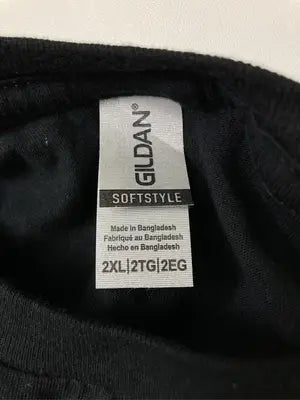 GILDAN®
SOFTSTYLE
Made in Bangladesh
Fabriqué au Bangladesh
Hecho en Bangladesh
2XL|2TG|2EG